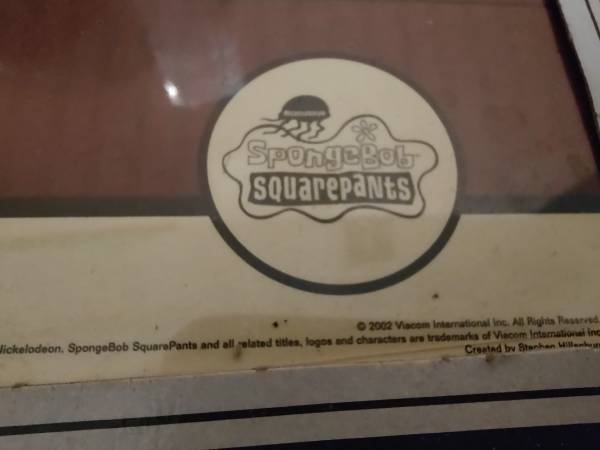 SpongeBob
SQUAREPANTS
© 2002 Viacom International Inc. All Rights Reserved.
Nickelodeon, SpongeBob SquarePants and all related titles, logos and characters are trademarks of Viacom International Inc
Created by Stephen Hillenburg